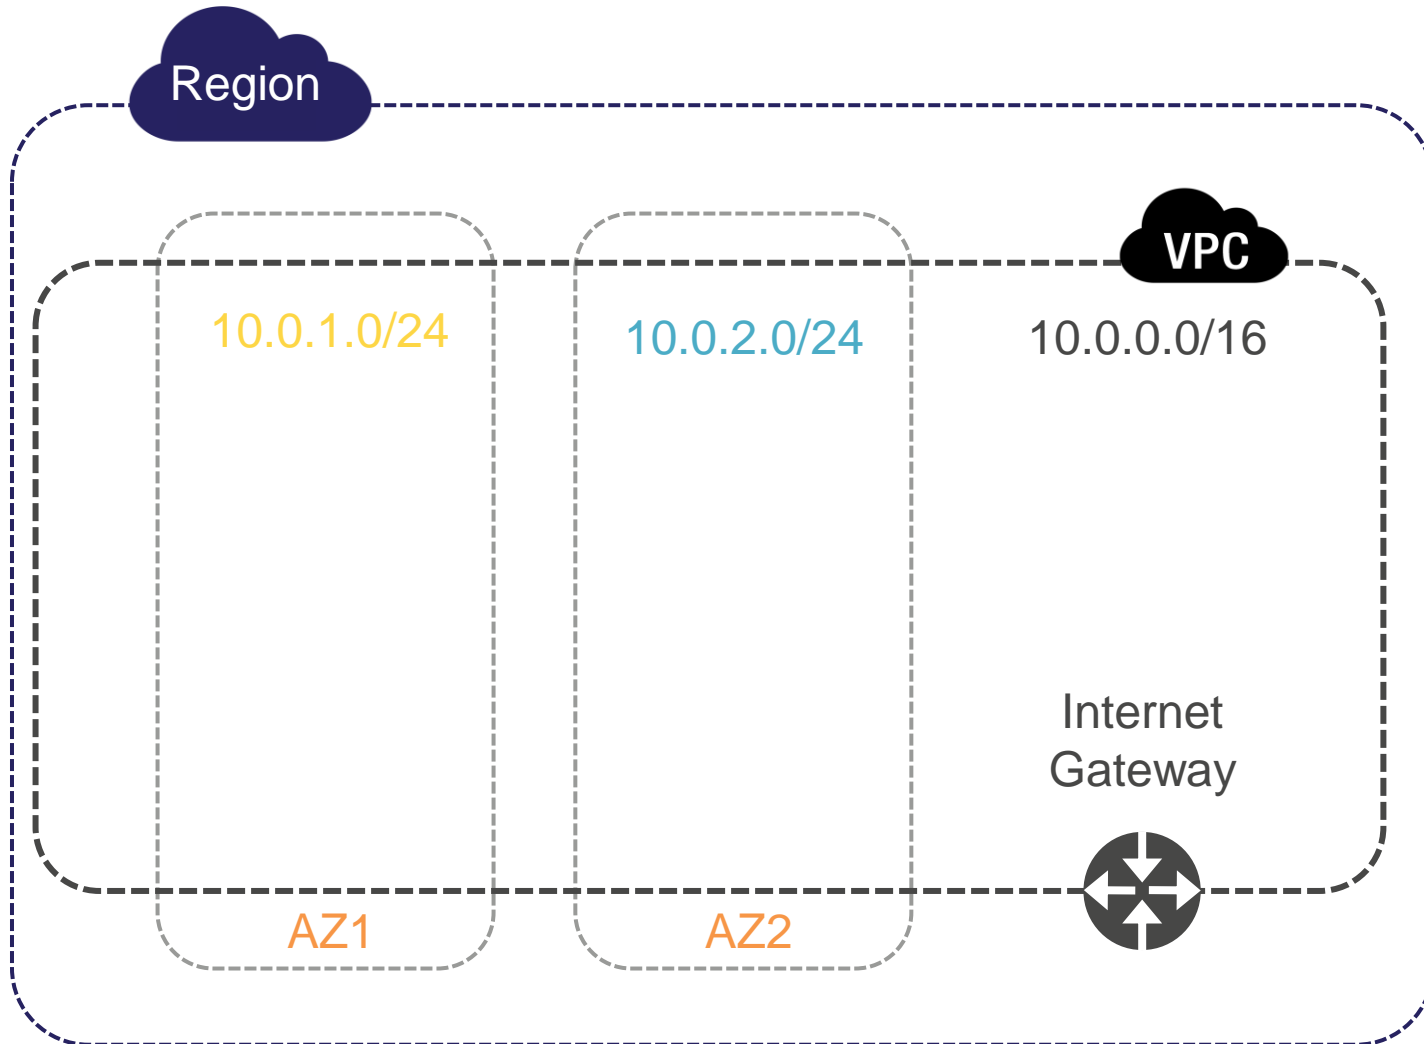 Region
VPC
10.0.1.0/24
10.0.2.0/24
10.0.0.0/16
Internet
Gateway
AZ1
AZ2